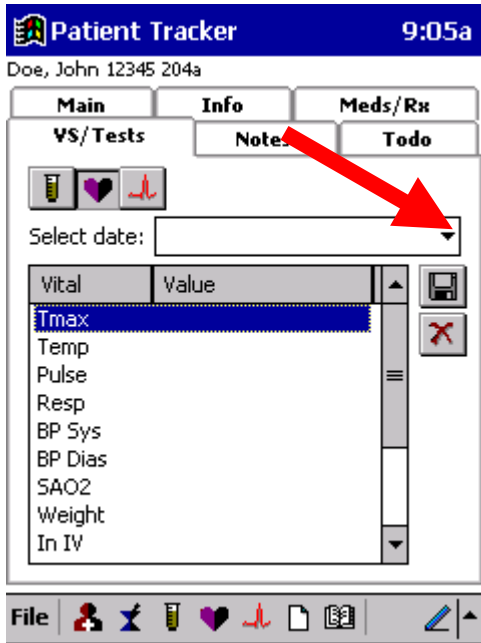 Patient Tracker 9:05a
Doe, John 12345 204a
Main Info Meds/Rx
VS/Tests Notes Todo
Select date:
Vital Value
Tmax
Temp
Pulse
Resp
BP Sys
BP Dias
SAO2
Weight
In IV
File